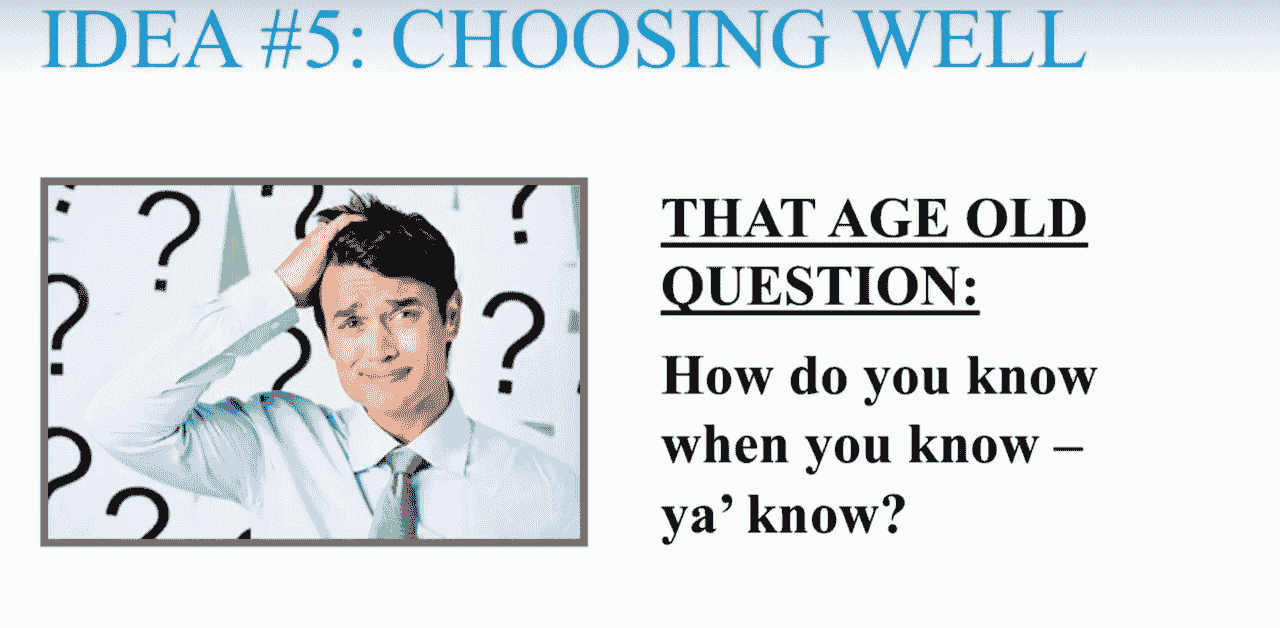 IDEA #5: CHOOSING WELL
THAT AGE OLD
QUESTION:
How do you know
when you know –
ya’ know?